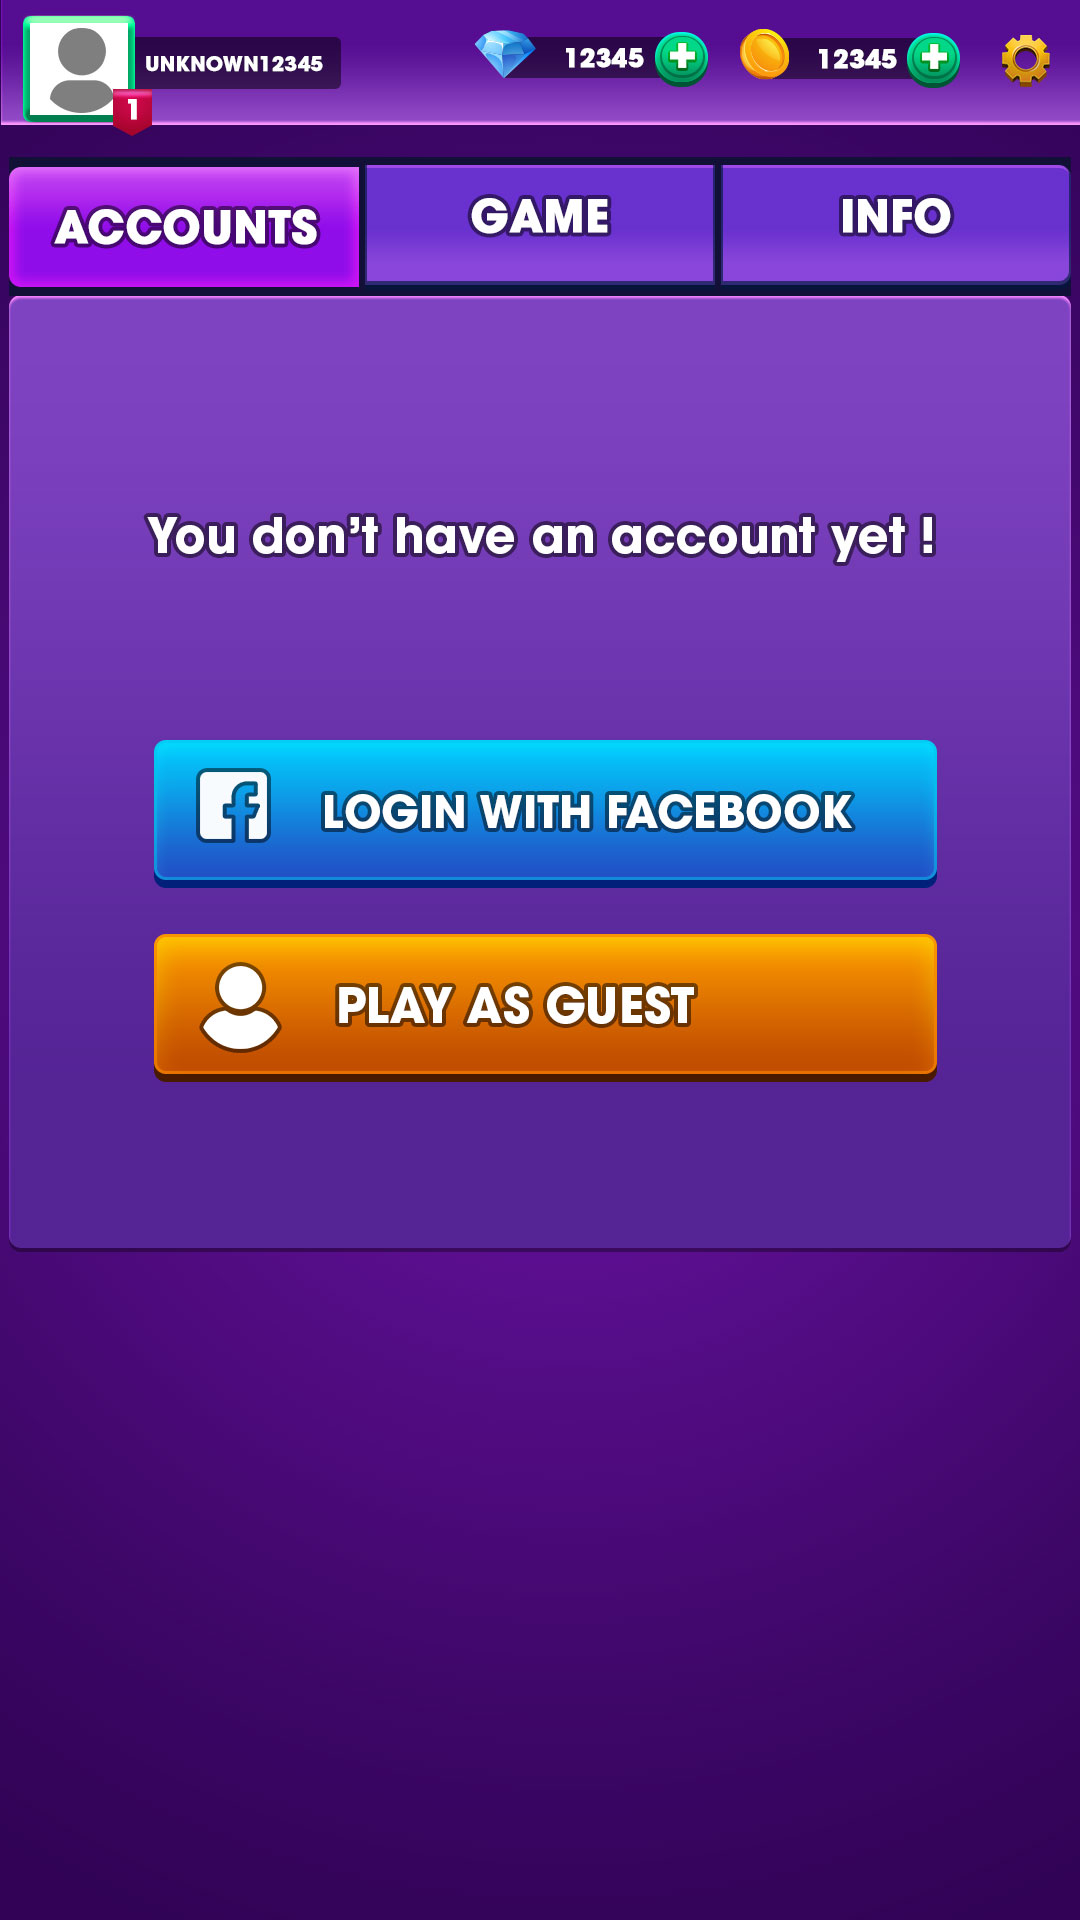 UNKNOWN12345
12345
12345
1
ACCOUNTS
GAME
INFO
You don't have an account yet !
LOGIN WITH FACEBOOK
PLAY AS GUEST